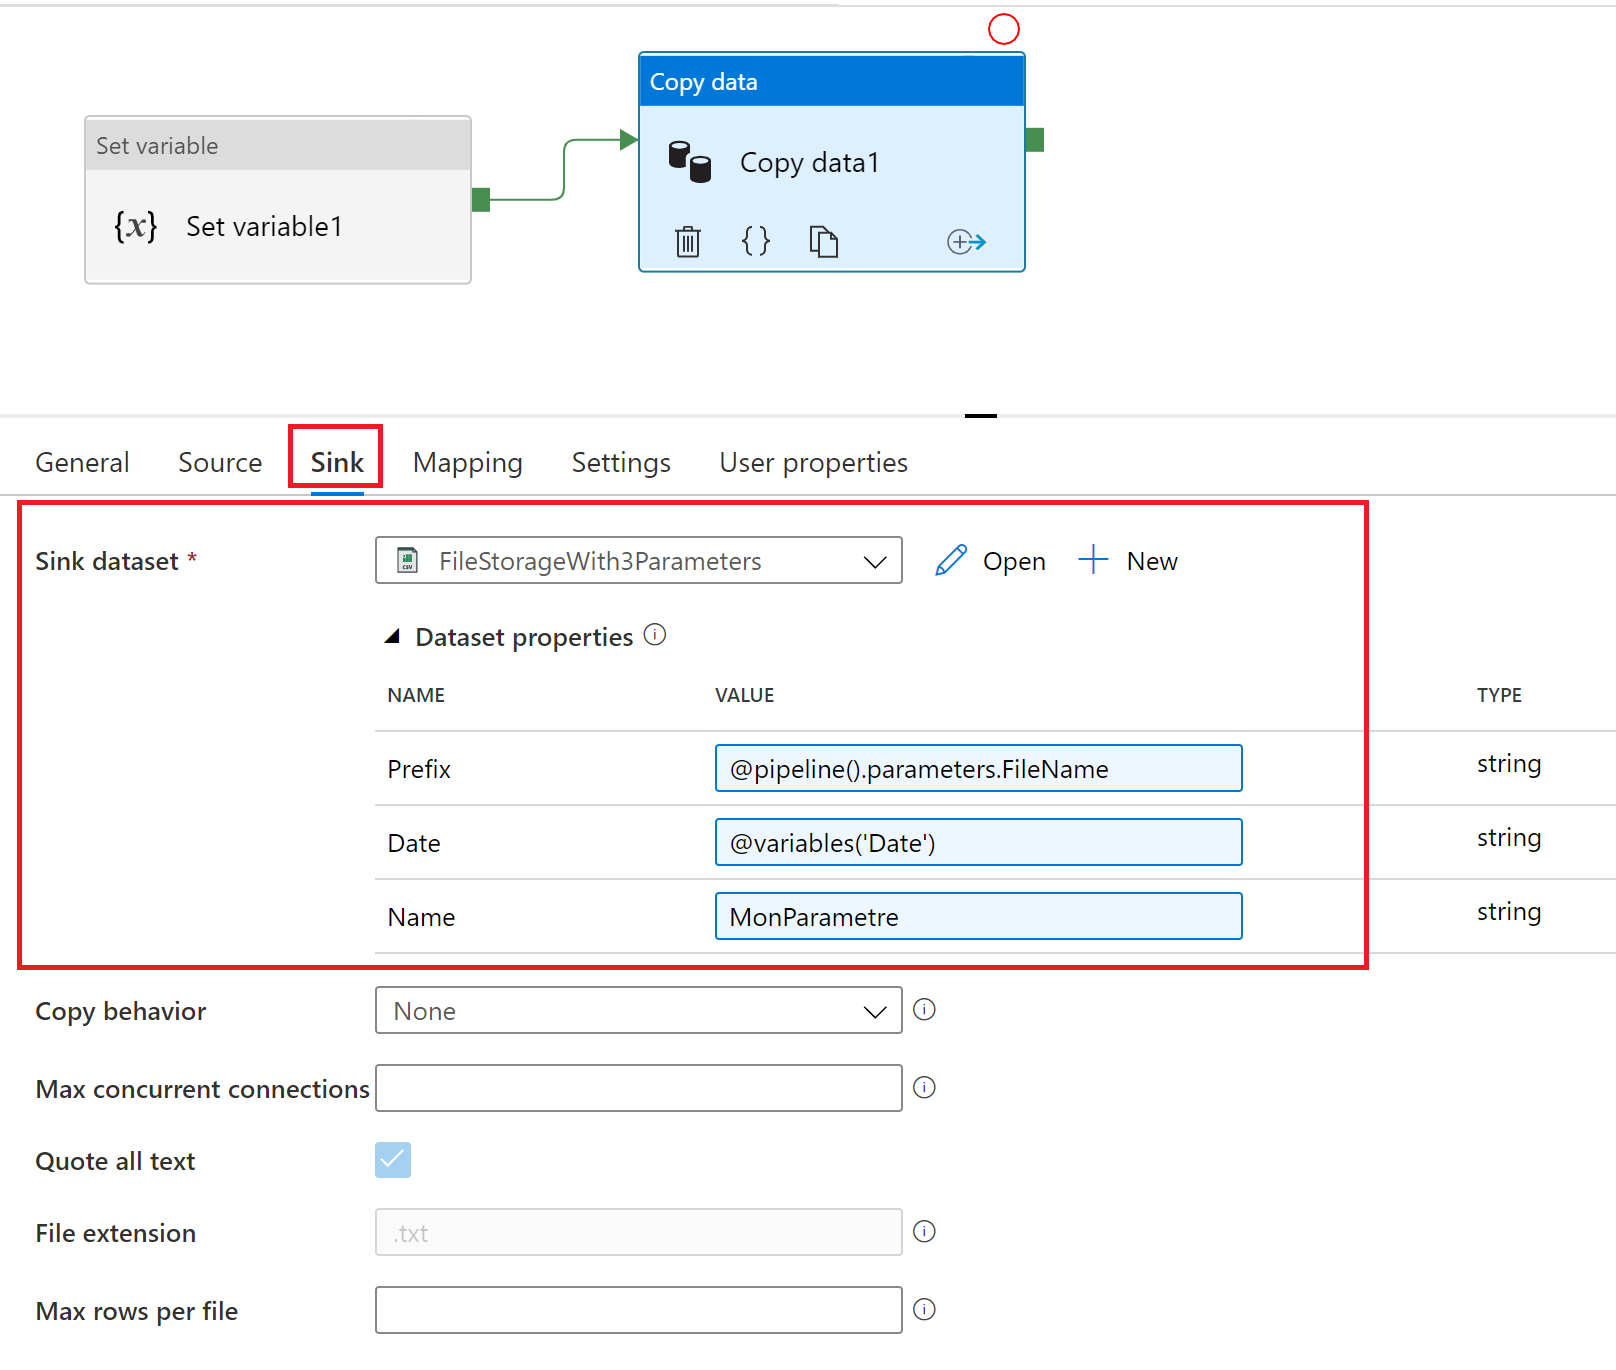 Copy data
Set variable
Copy data1
{x} Set variable1
{}
General Source Sink Mapping Settings User properties
Sink dataset * FileStorageWith3Parameters Open New
Dataset properties
NAME VALUE TYPE
Prefix @pipeline().parameters.FileName string
Date @variables('Date') string
Name MonParametre string
Copy behavior None
Max concurrent connections
Quote all text
File extension .txt
Max rows per file